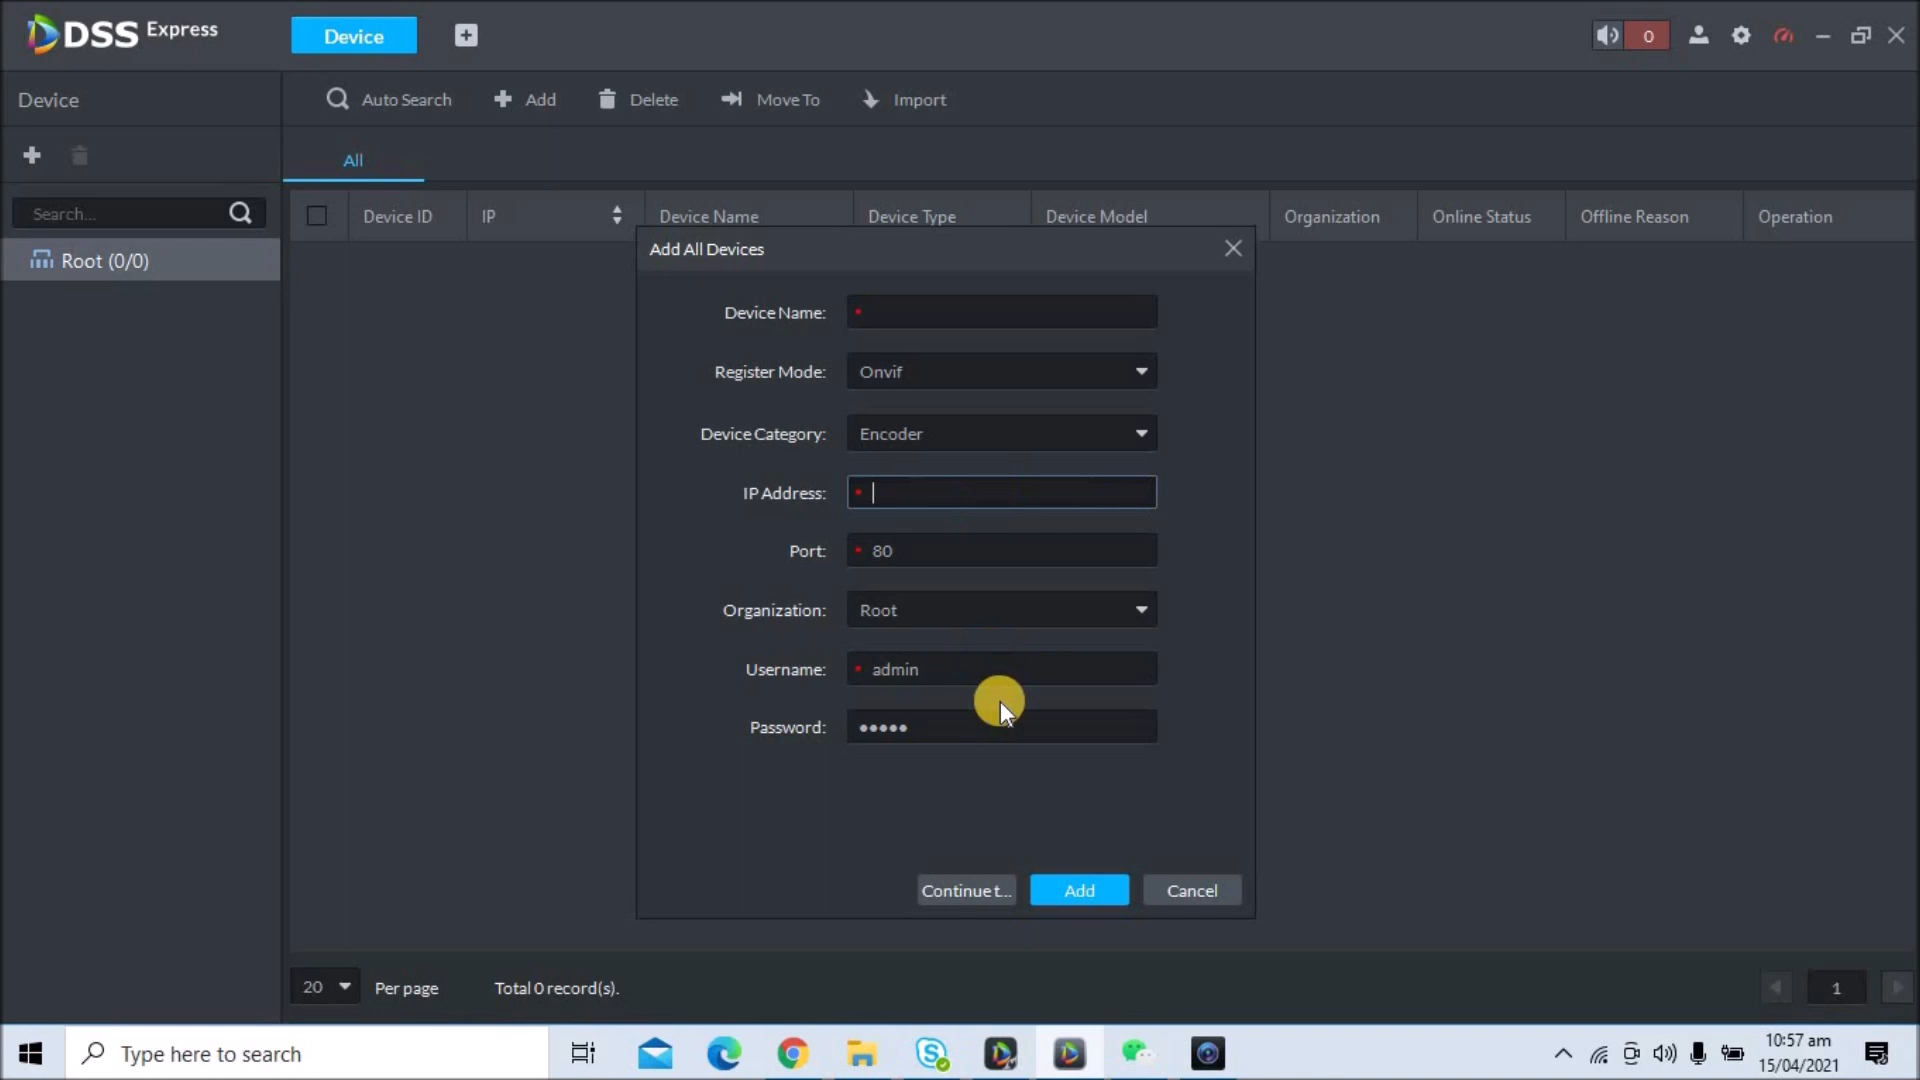 DSS Express
Device
0
Device
Auto Search
Add
Delete
Move To
Import
All
Search...
Device ID
IP
Device Name
Device Type
Device Model
Organization
Online Status
Offline Reason
Operation
Root (0/0)
Add All Devices
Device Name: *
Register Mode: Onvif
Device Category: Encoder
IP Address: *
Port: * 80
Organization: Root
Username: * admin
Password: •••••
Continue t...
Add
Cancel
20
Per page
Total 0 record(s).
1
Type here to search
10:57 am
15/04/2021